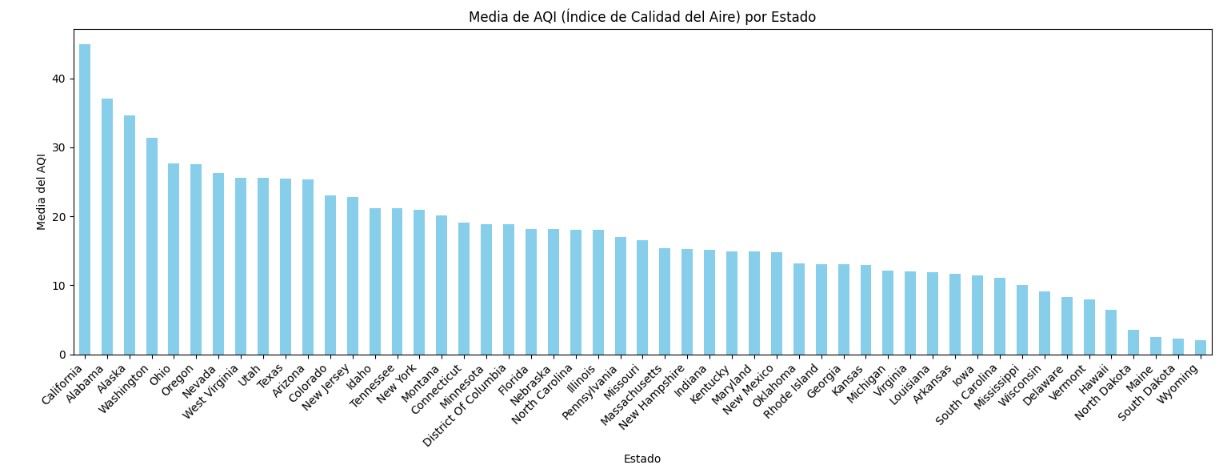 Media de AQI (Índice de Calidad del Aire) por Estado
Media del AQI
40
30
20
10
0
California
Alabama
Alaska
Washington
Ohio
Oregon
Nevada
West Virginia
Utah
Texas
Arizona
Colorado
New Jersey
Idaho
Tennessee
New York
Montana
Connecticut
Minnesota
District Of Columbia
Florida
Nebraska
North Carolina
Illinois
Pennsylvania
Missouri
Massachusetts
New Hampshire
Indiana
Kentucky
Maryland
New Mexico
Oklahoma
Rhode Island
Georgia
Kansas
Michigan
Virginia
Louisiana
Arkansas
Iowa
South Carolina
Mississippi
Wisconsin
Delaware
Vermont
Hawaii
North Dakota
Maine
South Dakota
Wyoming
Estado